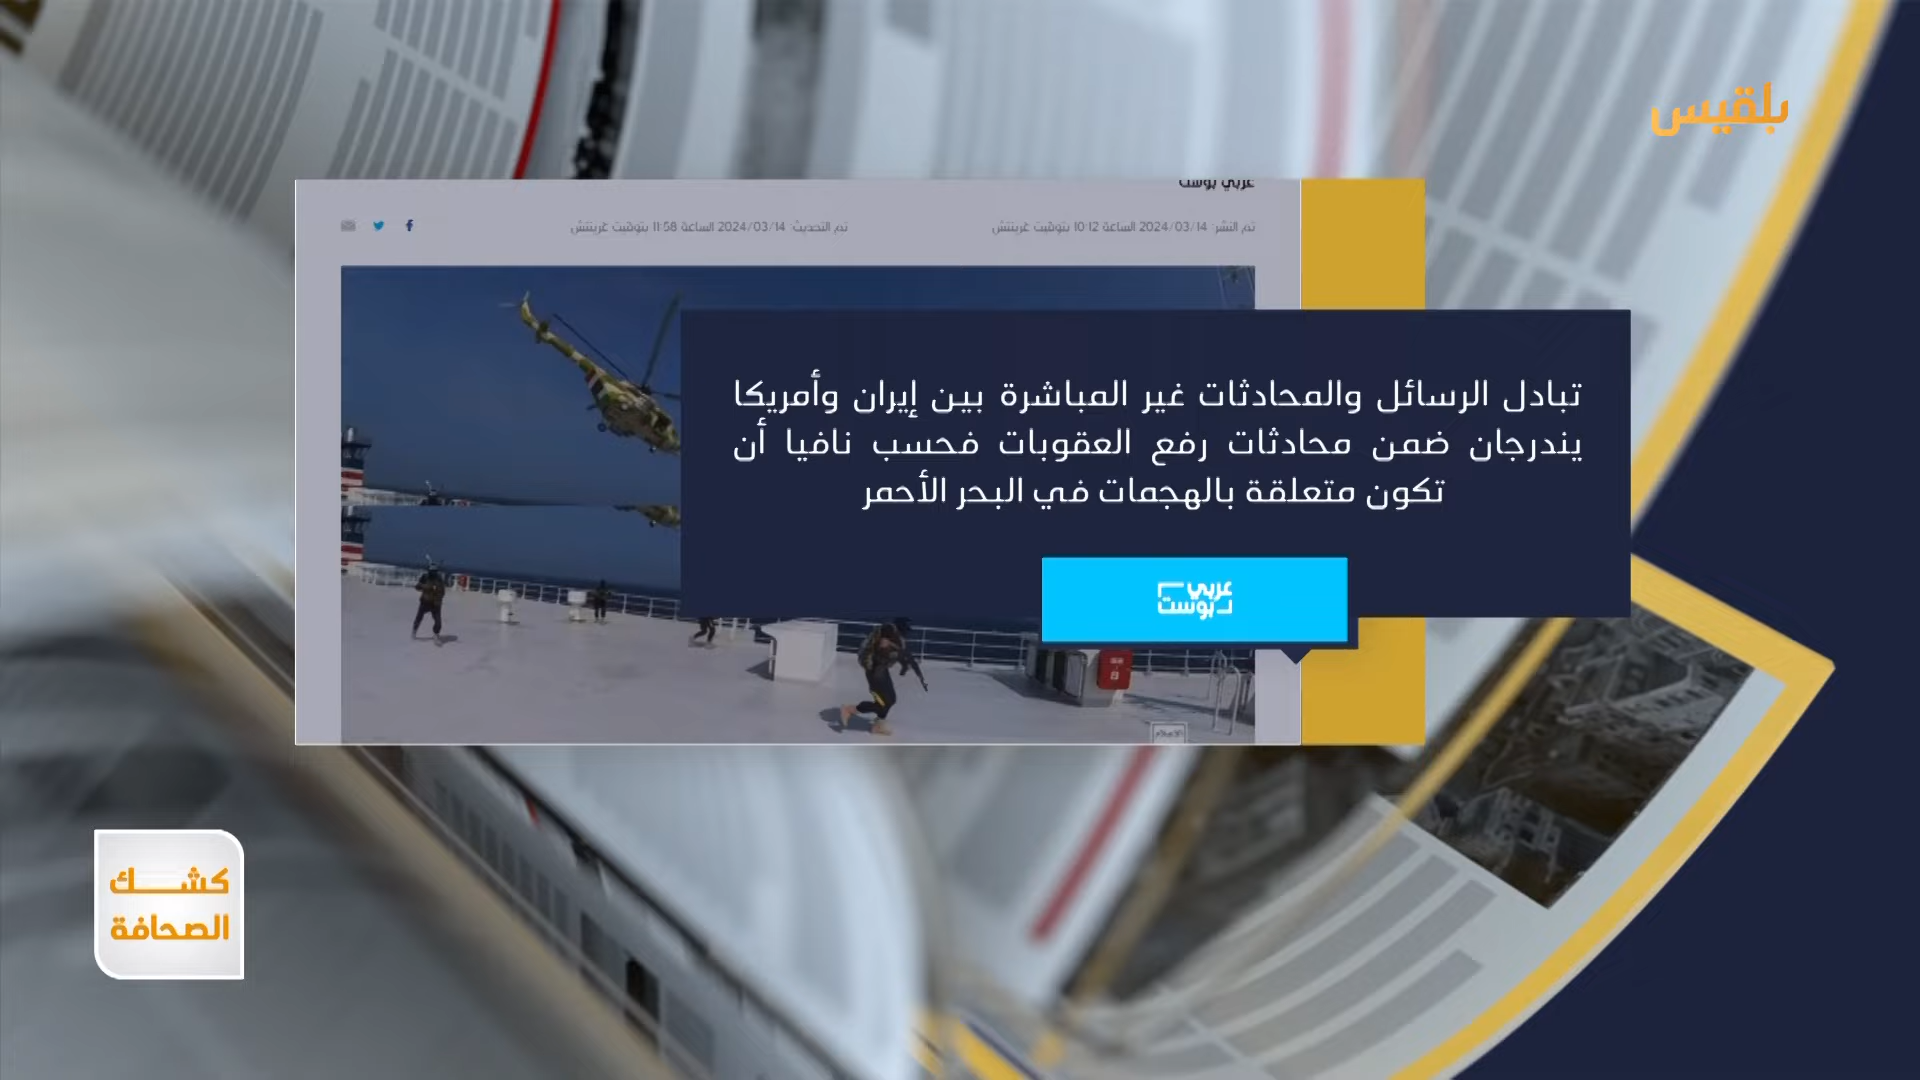 بلقيس
عربي بوست
تم النشر: 2024/03/14 الساعة 10:12 بتوقيت غرينتش
تم التحديث: 2024/03/14 الساعة 11:58 بتوقيت غرينتش
تبادل الرسائل والمحادثات غير المباشرة بين إيران وأمريكا
يندرجان ضمن محادثات رفع العقوبات فحسب نافيا أن
تكون متعلقة بالهجمات في البحر الأحمر
عربي
بوست
كشـك
الصحافة